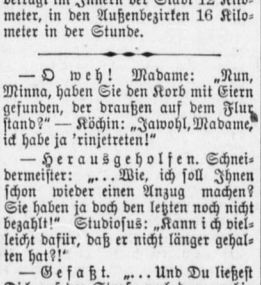 beträgt im Innern der Stadt 12 Kilo-
meter, in den Außenbezirken 16 Kilo-
meter in der Stunde.
— O weh! Madame: „Nun,
Minna, haben Sie den Korb mit Eiern
gefunden, der draußen auf dem Flur
stand?“ — Köchin: „Jawohl, Madame,
ick habe ja 'rinjetreten!“
— Herausgeholfen. Schnei-
dermeister: „... Wie, ich soll Ihnen
schon wieder einen Anzug machen?
Sie haben ja doch den letzten noch nicht
bezahlt!“ Studiosus: „Kann ich viel-
leicht dafür, daß er nicht länger gehal-
ten hat?!“
— Gefaßt. „... Und Du ließest